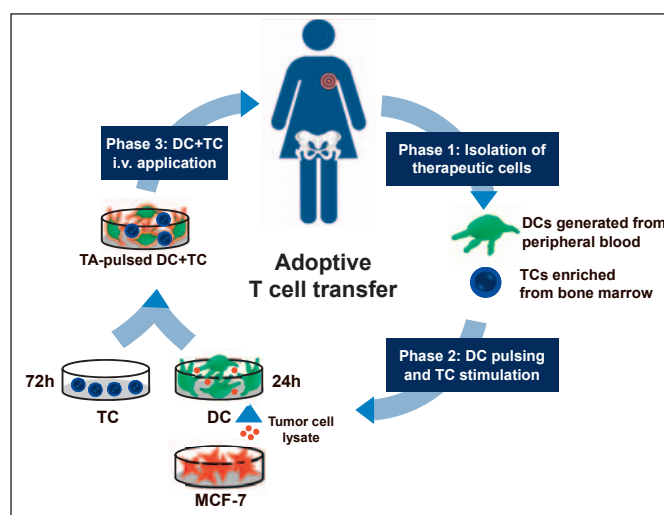 Phase 3: DC+TC
i.v. application
Phase 1: Isolation of
therapeutic cells
DCs generated from
peripheral blood
TCs enriched
from bone marrow
TA-pulsed DC+TC
Adoptive
T cell transfer
Phase 2: DC pulsing
and TC stimulation
72h
24h
TC
DC
Tumor cell
lysate
MCF-7